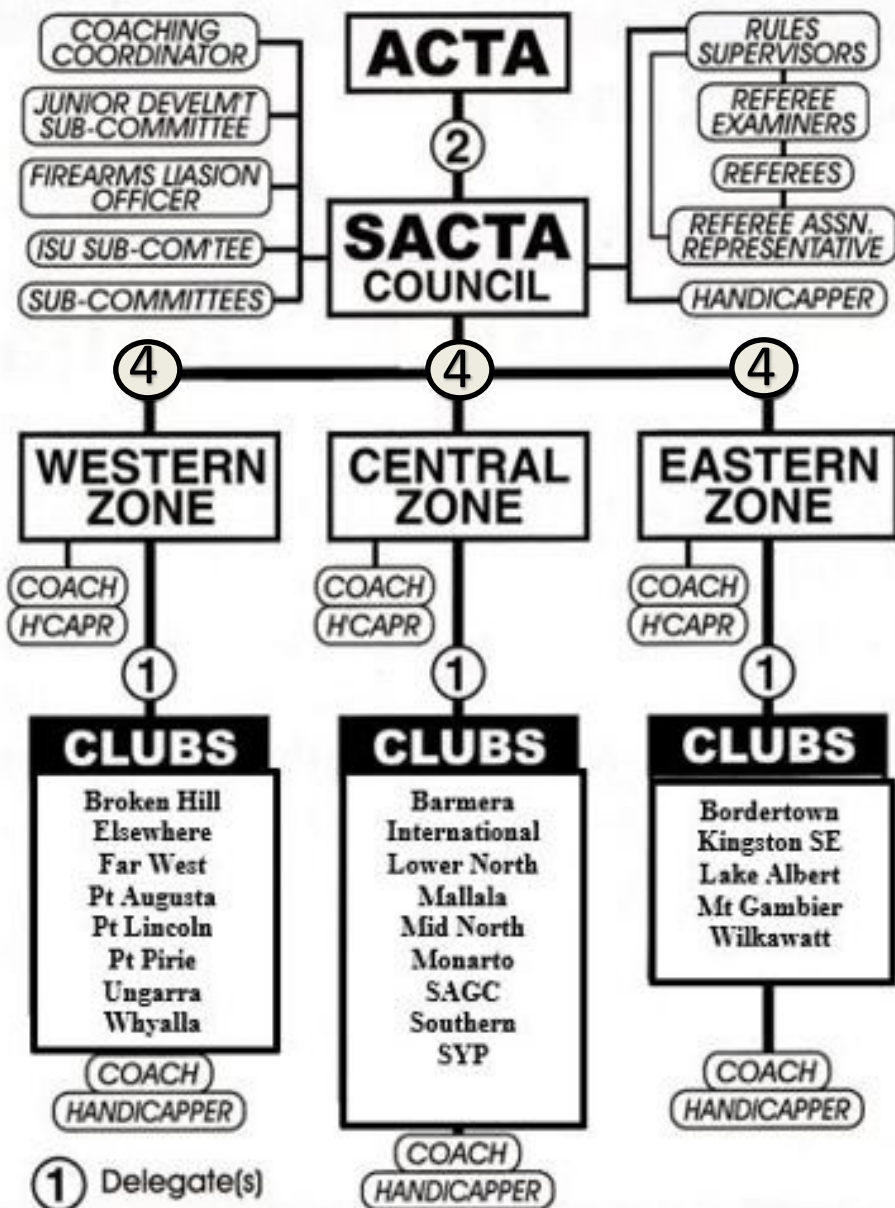 COACHING
COORDINATOR
JUNIOR DEVELM'T
SUB-COMMITTEE
FIREARMS LIASION
OFFICER
ISU SUB-COM'TEE
SUB-COMMITTEES
ACTA
2
SACTA
COUNCIL
RULES
SUPERVISORS
REFEREE
EXAMINERS
REFEREES
REFEREE ASSN.
REPRESENTATIVE
HANDICAPPER
4
4
4
WESTERN
ZONE
COACH
H'CAPR
1
CLUBS
Broken Hill
Elsewhere
Far West
Pt Augusta
Pt Lincoln
Pt Pirie
Ungarra
Whyalla
COACH
HANDICAPPER
CENTRAL
ZONE
COACH
H'CAPR
1
CLUBS
Barmera
International
Lower North
Mallala
Mid North
Monarto
SAGC
Southern
SYP
COACH
HANDICAPPER
EASTERN
ZONE
COACH
H'CAPR
1
CLUBS
Bordertown
Kingston SE
Lake Albert
Mt Gambier
Wilkawatt
COACH
HANDICAPPER
1 Delegate(s)